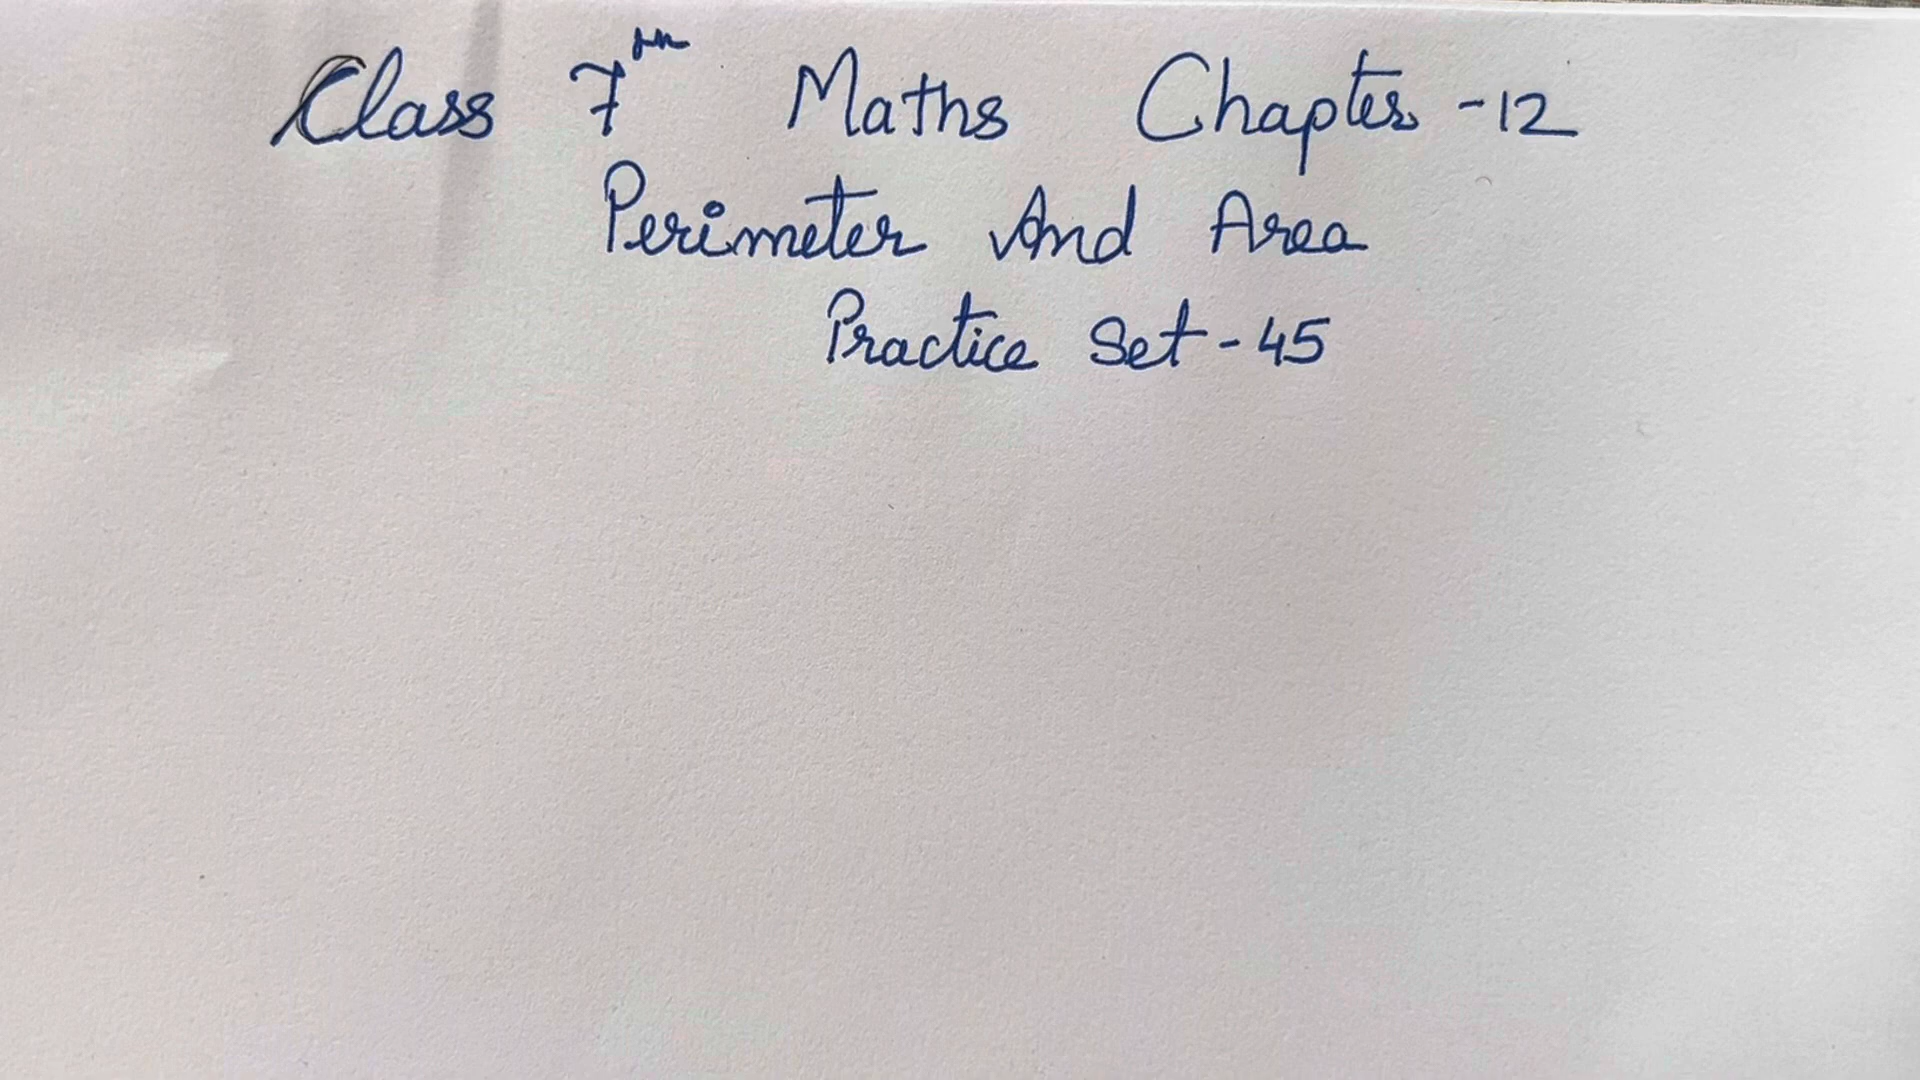 Class 7th Maths Chapter -12
Perimeter And Area
Practice Set - 45